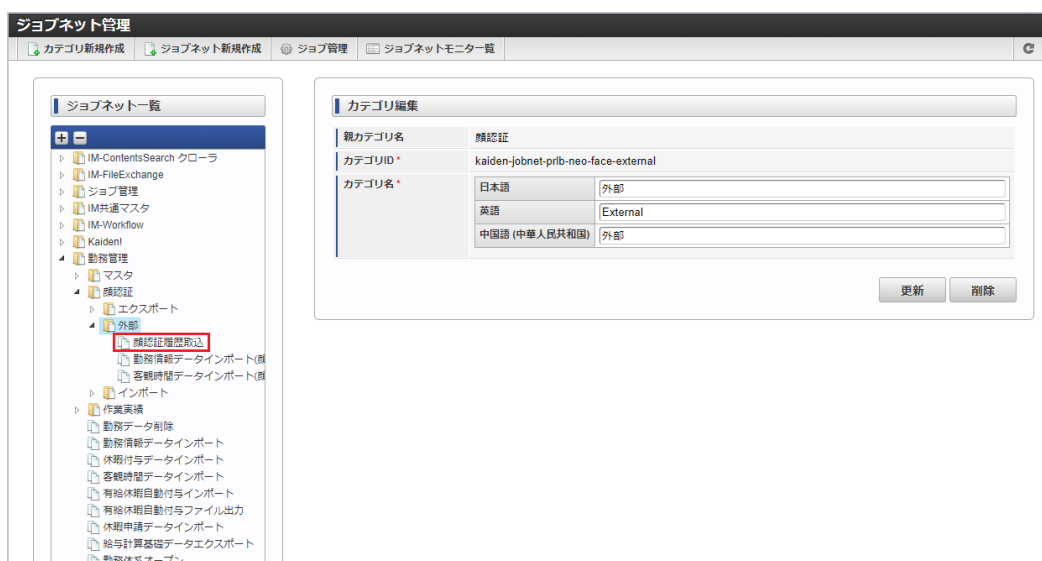 ジョブネット管理
カテゴリ新規作成 ジョブネット新規作成 ジョブ管理 ジョブネットモニター覧
ジョブネット一覧
IM-ContentsSearch クローラ
IM-FileExchange
ジョブ管理
IM共通マスタ
IM-Workflow
Kaiden!
勤務管理
マスタ
顔認証
エクスポート
外部
顔認証履歴取込
勤務情報データインポート(顔
客観時間データインポート(顔
インポート
作業実績
勤務データ削除
勤務情報データインポート
休暇付与データインポート
客観時間データインポート
有給休暇自動付与インポート
有給休暇自動付与ファイル出力
休暇申請データインポート
給与計算基礎データエクスポート
勤務体系オープン
カテゴリ編集
親カテゴリ名 顔認証
カテゴリID * kaiden-jobnet-prlb-neo-face-external
カテゴリ名 *
日本語 外部
英語 External
中国語 (中華人民共和国) 外部
更新 削除